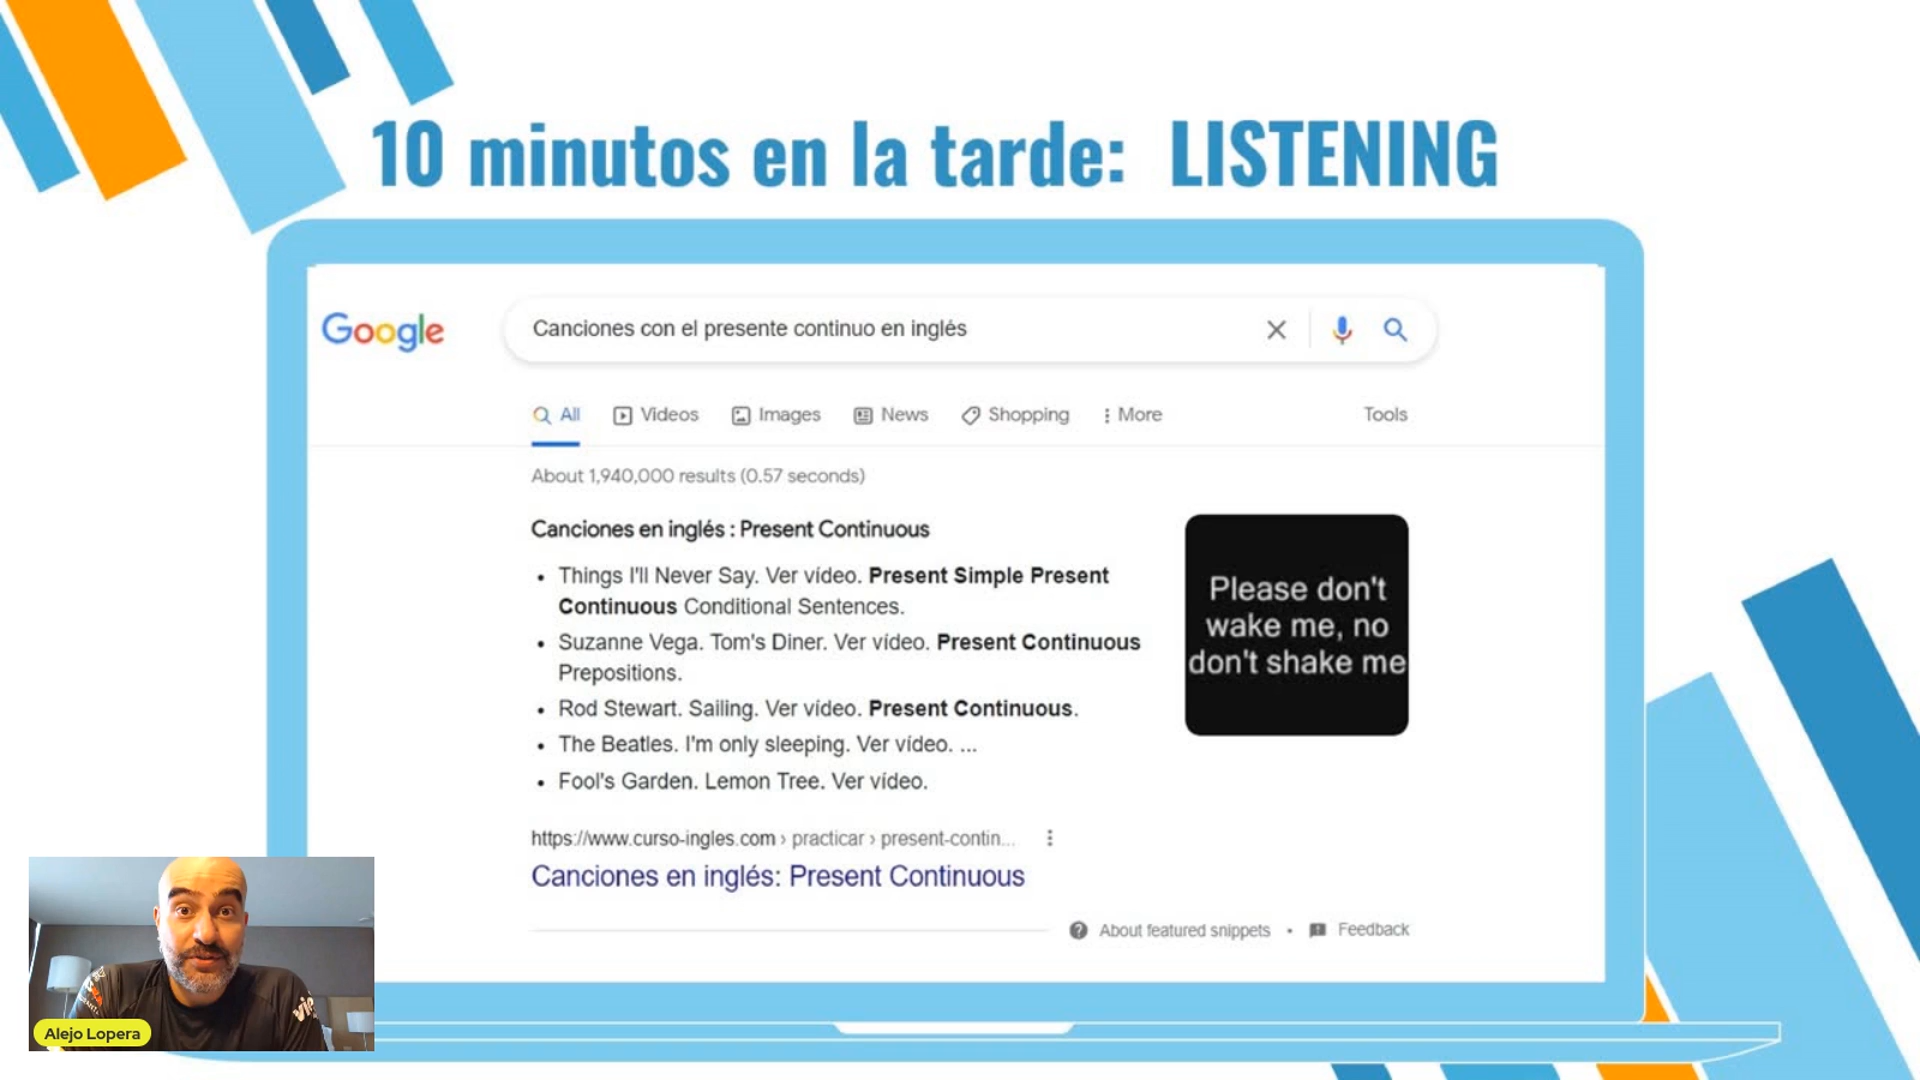 10 minutos en la tarde: LISTENING
Google
Canciones con el presente continuo en inglés
All
Videos
Images
News
Shopping
More
Tools
About 1,940,000 results (0.57 seconds)
Canciones en inglés : Present Continuous
Things I'll Never Say. Ver vídeo. Present Simple Present
Continuous Conditional Sentences.
Suzanne Vega. Tom's Diner. Ver vídeo. Present Continuous
Prepositions.
Rod Stewart. Sailing. Ver vídeo. Present Continuous.
The Beatles. I'm only sleeping. Ver vídeo. ...
Fool's Garden. Lemon Tree. Ver vídeo.
Please don't
wake me, no
don't shake me
https://www.curso-ingles.com › practicar › present-contin...
Canciones en inglés: Present Continuous
About featured snippets • Feedback
Alejo Lopera